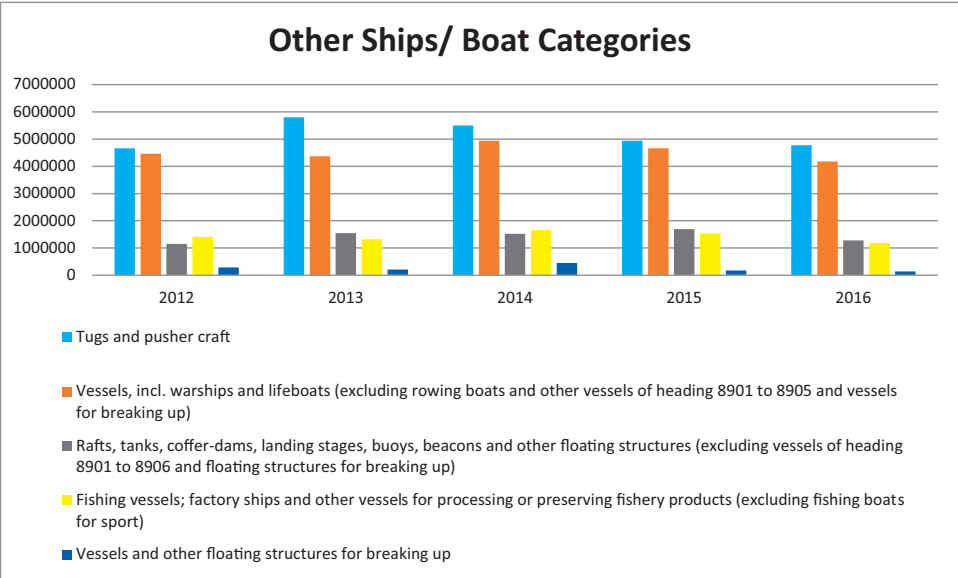 Other Ships/ Boat Categories
7000000
6000000
5000000
4000000
3000000
2000000
1000000
0
2012
2013
2014
2015
2016
Tugs and pusher craft
Vessels, incl. warships and lifeboats (excluding rowing boats and other vessels of heading 8901 to 8905 and vessels
for breaking up)
Rafts, tanks, coffer-dams, landing stages, buoys, beacons and other floating structures (excluding vessels of heading
8901 to 8906 and floating structures for breaking up)
Fishing vessels; factory ships and other vessels for processing or preserving fishery products (excluding fishing boats
for sport)
Vessels and other floating structures for breaking up